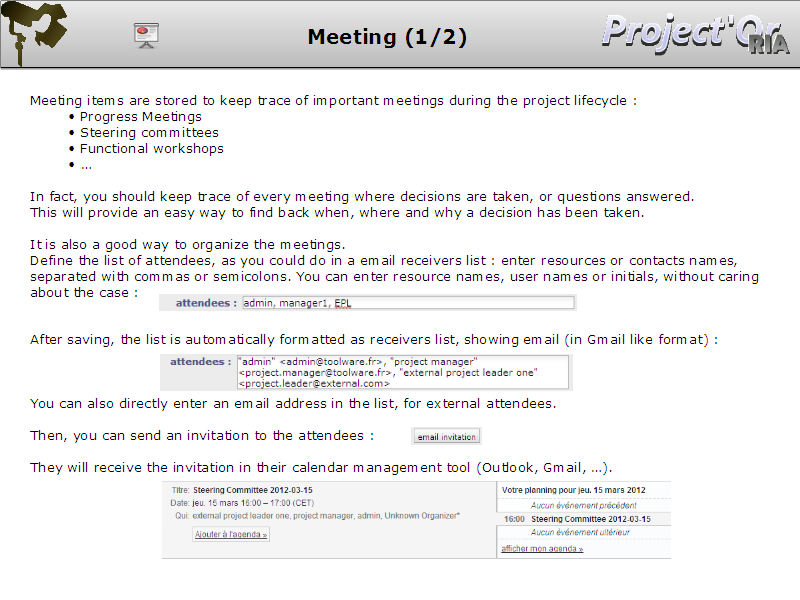 Meeting (1/2)
Project'Or
RIA
Meeting items are stored to keep trace of important meetings during the project lifecycle :
• Progress Meetings
• Steering committees
• Functional workshops
• ...
In fact, you should keep trace of every meeting where decisions are taken, or questions answered.
This will provide an easy way to find back when, where and why a decision has been taken.
It is also a good way to organize the meetings.
Define the list of attendees, as you could do in a email receivers list : enter resources or contacts names,
separated with commas or semicolons. You can enter resource names, user names or initials, without caring
about the case :
attendees : admin, manager1, EPL
After saving, the list is automatically formatted as receivers list, showing email (in Gmail like format) :
attendees : "admin" <admin@toolware.fr>, "project manager"
<project.manager@toolware.fr>, "external project leader one"
<project.leader@external.com>
You can also directly enter an email address in the list, for external attendees.
Then, you can send an invitation to the attendees : email invitation
They will receive the invitation in their calendar management tool (Outlook, Gmail, ...).
Titre: Steering Committee 2012-03-15
Date: jeu. 15 mars 16:00 – 17:00 (CET)
Qui: external project leader one, project manager, admin, Unknown Organizer*
Ajouter à l'agenda »
Votre planning pour jeu. 15 mars 2012
Aucun événement précédent
16:00 Steering Committee 2012-03-15
Aucun événement ultérieur
afficher mon agenda »